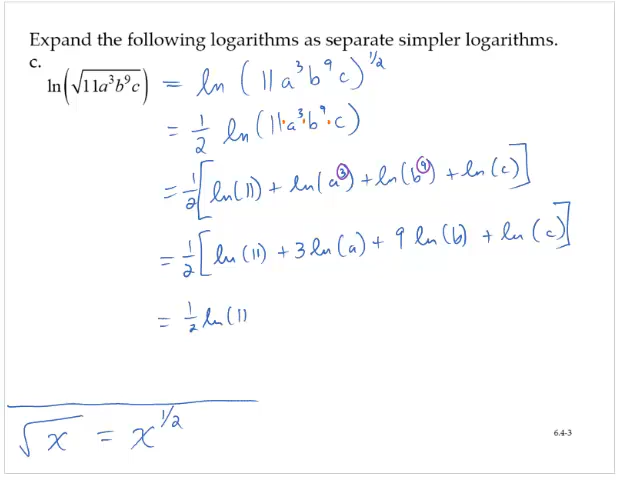 Expand the following logarithms as separate simpler logarithms.
c.
ln(√11a³b⁹c) = ln (11a³b⁹c)^1/2
= 1/2 ln (11·a³·b⁹·c)
= 1/2 [ln(11) + ln(a³) + ln(b⁹) + ln(c)]
= 1/2 [ln(11) + 3 ln(a) + 9 ln(b) + ln(c)]
= 1/2 ln(11
√x = x^1/2
6.4-3